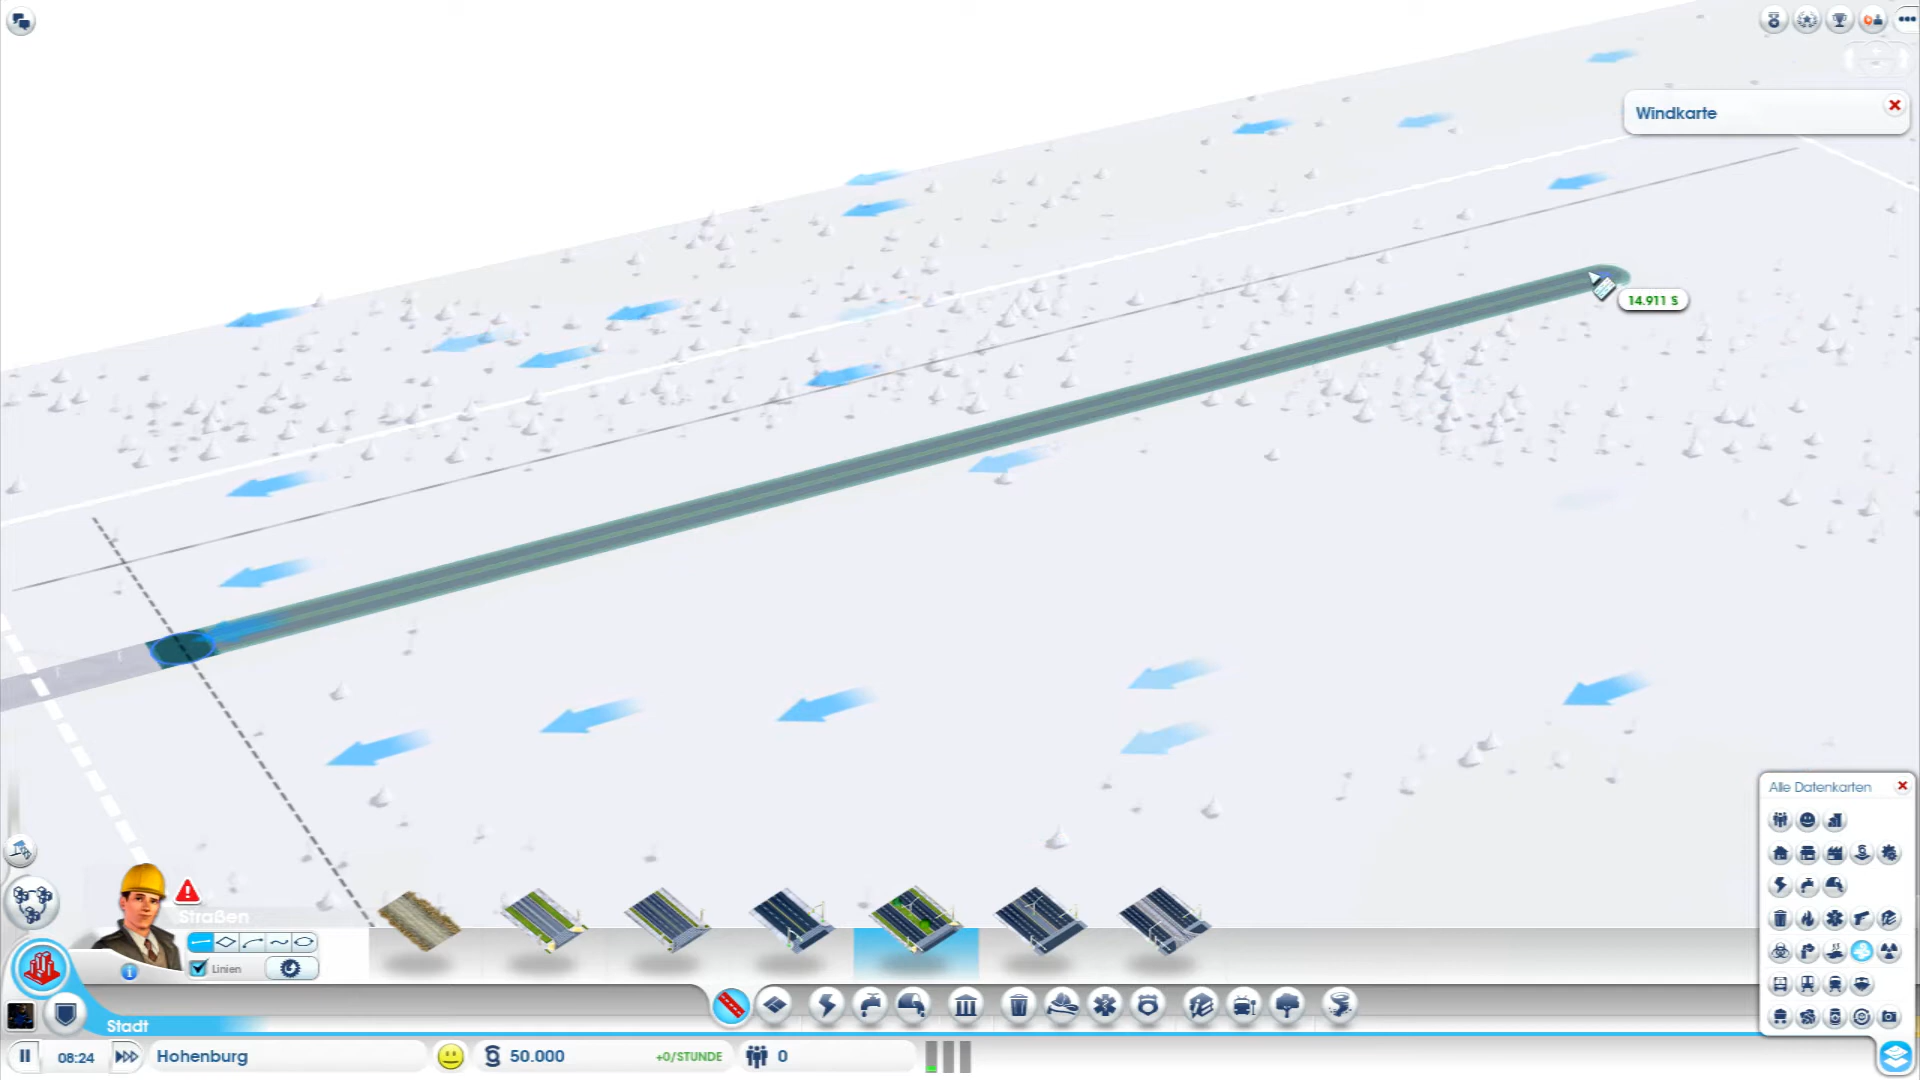 Windkarte
14.911 $
Alle Datenkarten
Straßen
Linien
Stadt
08:24
Hohenburg
50.000
+0/STUNDE
0